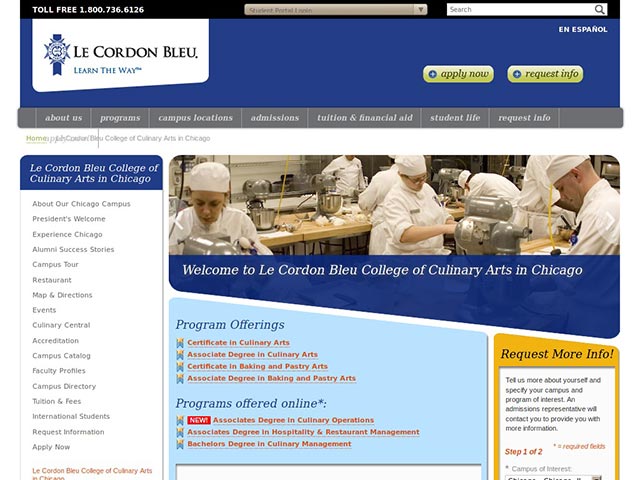 TOLL FREE 1.800.736.6126
Student Portal Login
Search
EN ESPAÑOL
LE CORDON BLEU.
LEARN THE WAY™
apply now
request info
about us
programs
campus locations
admissions
tuition & financial aid
student life
request info
Home
Le Cordon Bleu College of Culinary Arts in Chicago
Le Cordon Bleu College of
Culinary Arts in Chicago
About Our Chicago Campus
President's Welcome
Experience Chicago
Alumni Success Stories
Campus Tour
Restaurant
Map & Directions
Events
Culinary Central
Accreditation
Campus Catalog
Faculty Profiles
Campus Directory
Tuition & Fees
International Students
Request Information
Apply Now
Le Cordon Bleu College of Culinary Arts
in Chicago
Welcome to Le Cordon Bleu College of Culinary Arts in Chicago
Program Offerings
Certificate in Culinary Arts
Associate Degree in Culinary Arts
Certificate in Baking and Pastry Arts
Associate Degree in Baking and Pastry Arts
Programs offered online*:
NEW! Associates Degree in Culinary Operations
Associates Degree in Hospitality & Restaurant Management
Bachelors Degree in Culinary Management
Request More Info!
Tell us more about yourself and
specify your campus and
program of interest. An
admissions representative will
contact you to provide you with
more information.
* = required fields
Step 1 of 2
* Campus of Interest: